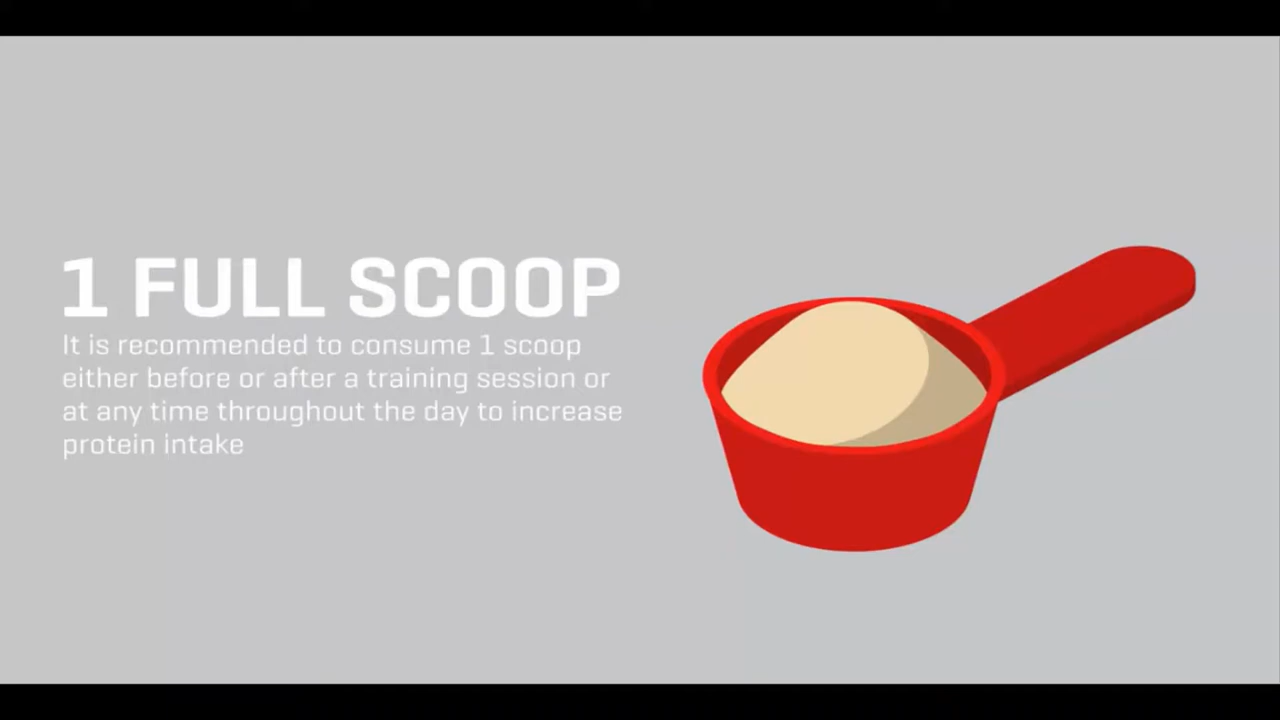 1 FULL SCOOP
It is recommended to consume 1 scoop
either before or after a training session or
at any time throughout the day to increase
protein intake